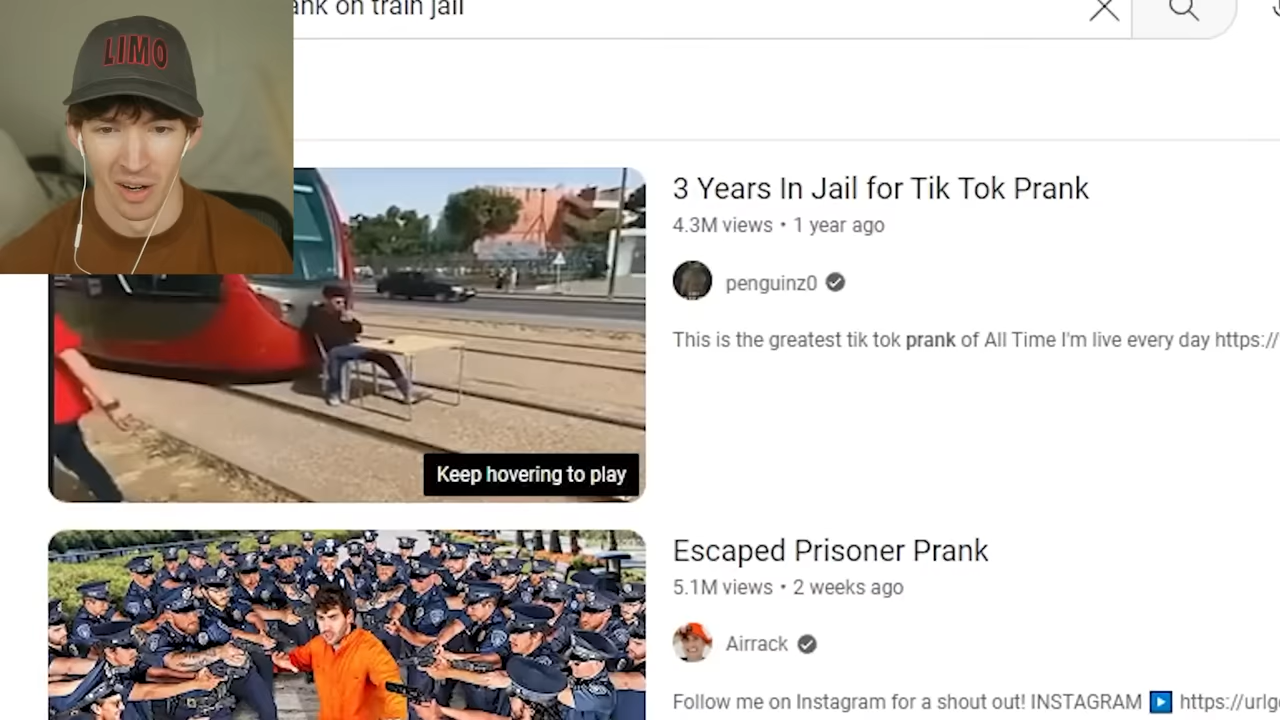 LIMO
ank on train jail
3 Years In Jail for Tik Tok Prank
4.3M views • 1 year ago
penguinz0
This is the greatest tik tok prank of All Time I'm live every day https://
Keep hovering to play
Escaped Prisoner Prank
5.1M views • 2 weeks ago
Airrack
Follow me on Instagram for a shout out! INSTAGRAM ▶ https://urlg